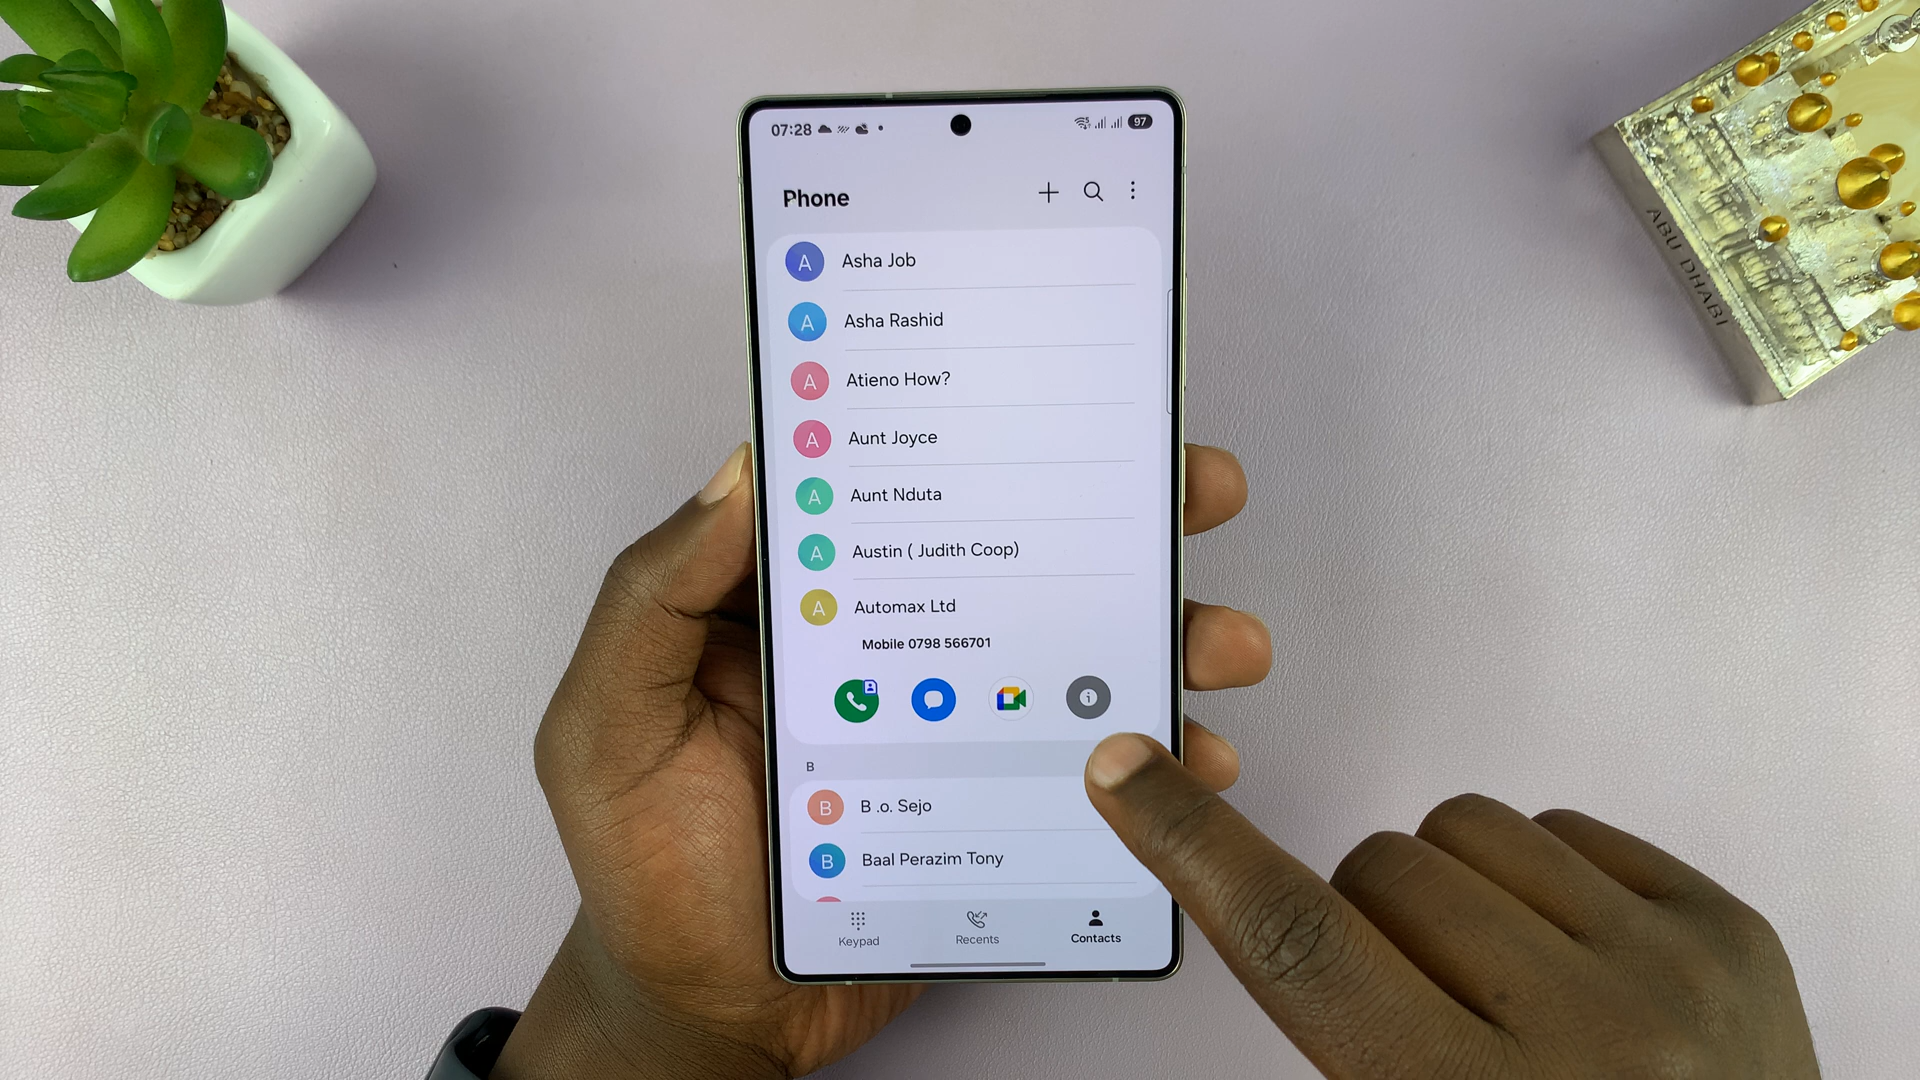 07:28
97
Phone
A Asha Job
A Asha Rashid
A Atieno How?
A Aunt Joyce
A Aunt Nduta
A Austin ( Judith Coop)
A Automax Ltd
Mobile 0798 566701
B
B B .o. Sejo
B Baal Perazim Tony
Keypad
Recents
Contacts
ABU DHABI